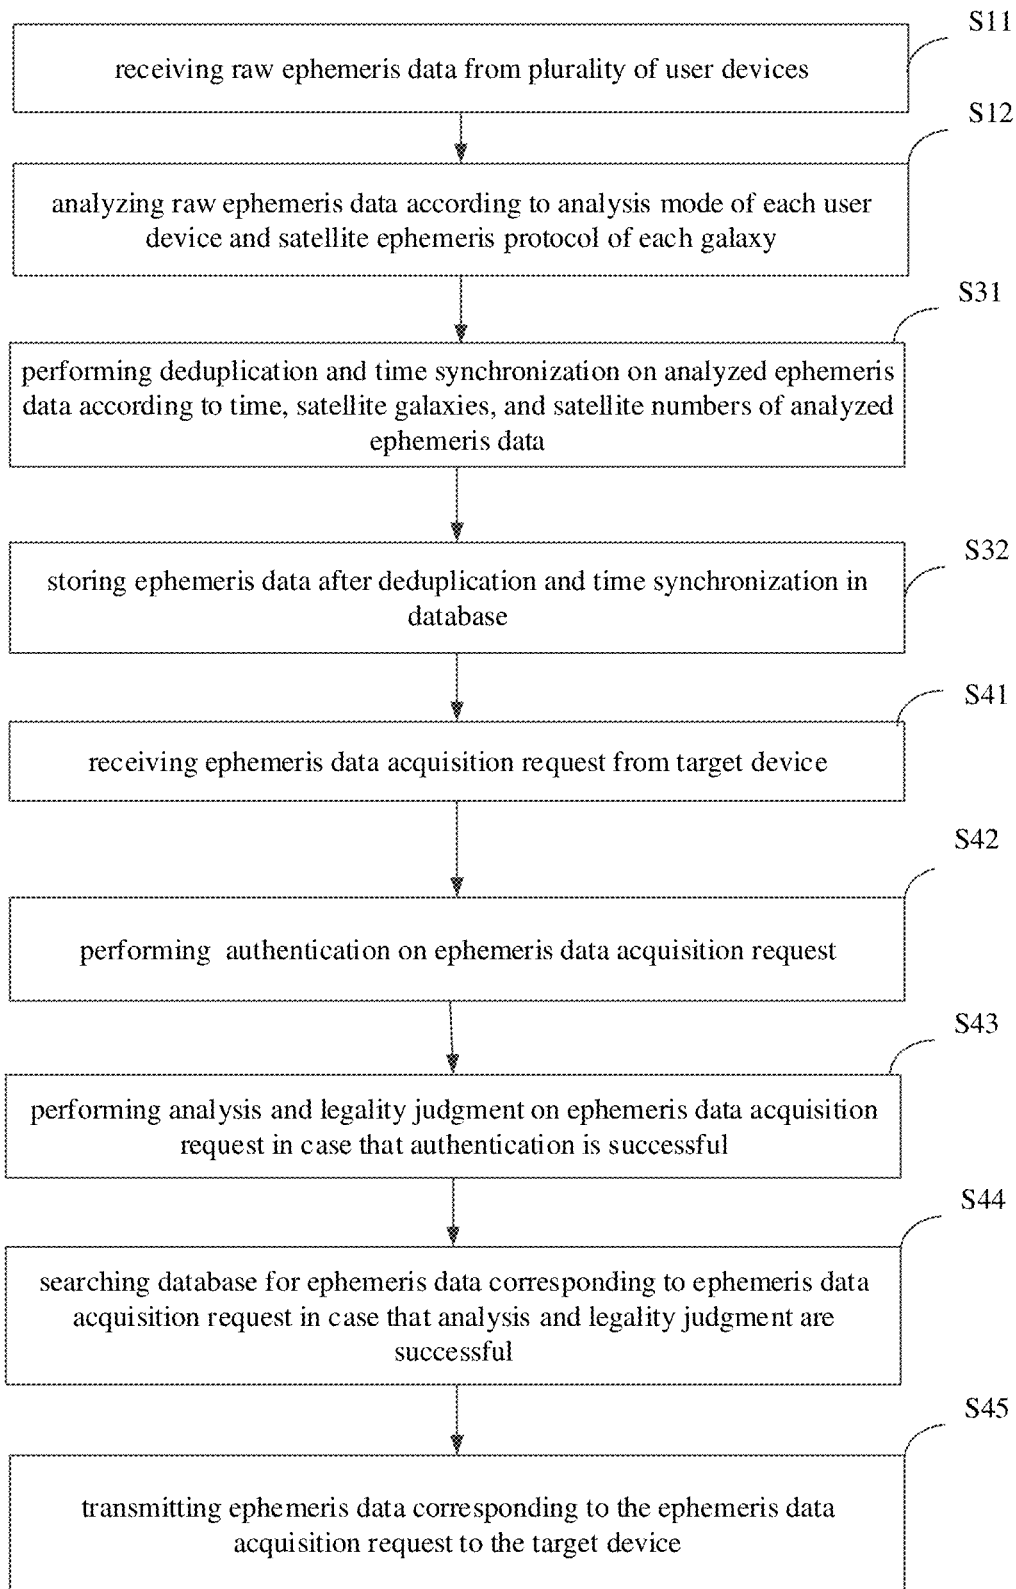 S11
receiving raw ephemeris data from plurality of user devices
S12
analyzing raw ephemeris data according to analysis mode of each user
device and satellite ephemeris protocol of each galaxy
S31
performing deduplication and time synchronization on analyzed ephemeris
data according to time, satellite galaxies, and satellite numbers of analyzed
ephemeris data
S32
storing ephemeris data after deduplication and time synchronization in
database
S41
receiving ephemeris data acquisition request from target device
S42
performing authentication on ephemeris data acquisition request
S43
performing analysis and legality judgment on ephemeris data acquisition
request in case that authentication is successful
S44
searching database for ephemeris data corresponding to ephemeris data
acquisition request in case that analysis and legality judgment are
successful
S45
transmitting ephemeris data corresponding to the ephemeris data
acquisition request to the target device